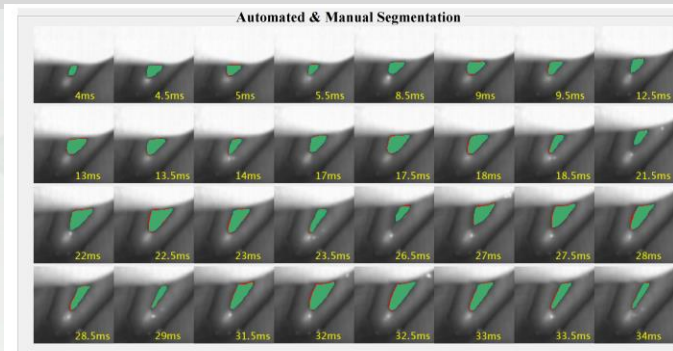 Automated & Manual Segmentation
4ms 4.5ms 5ms 5.5ms 8.5ms 9ms 9.5ms 12.5ms
13ms 13.5ms 14ms 17ms 17.5ms 18ms 18.5ms 21.5ms
22ms 22.5ms 23ms 23.5ms 26.5ms 27ms 27.5ms 28ms
28.5ms 29ms 31.5ms 32ms 32.5ms 33ms 33.5ms 34ms